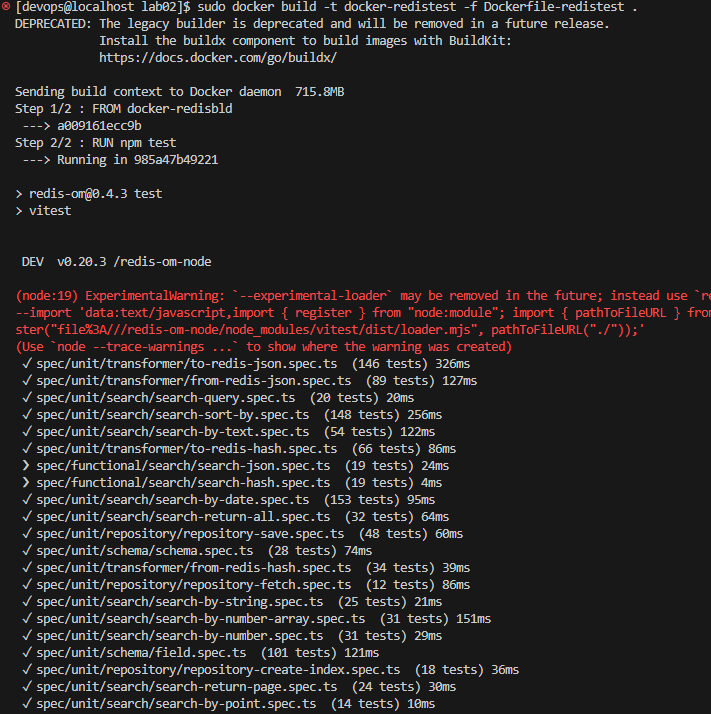 [devops@localhost lab02]$ sudo docker build -t docker-redistest -f Dockerfile-redistest .
DEPRECATED: The legacy builder is deprecated and will be removed in a future release.
Install the buildx component to build images with BuildKit:
https://docs.docker.com/go/buildx/
Sending build context to Docker daemon  715.8MB
Step 1/2 : FROM docker-redisbld
---> a009161ecc9b
Step 2/2 : RUN npm test
---> Running in 985a47b49221
> redis-om@0.4.3 test
> vitest
DEV  v0.20.3 /redis-om-node
(node:19) ExperimentalWarning: `--experimental-loader` may be removed in the future; instead use `re
--import 'data:text/javascript,import { register } from "node:module"; import { pathToFileURL } from
ster("file%3A///redis-om-node/node_modules/vitest/dist/loader.mjs", pathToFileURL("./"));'
(Use `node --trace-warnings ...` to show where the warning was created)
✓ spec/unit/transformer/to-redis-json.spec.ts  (146 tests) 326ms
✓ spec/unit/transformer/from-redis-json.spec.ts  (89 tests) 127ms
✓ spec/unit/search/search-query.spec.ts  (20 tests) 20ms
✓ spec/unit/search/search-sort-by.spec.ts  (148 tests) 256ms
✓ spec/unit/search/search-by-text.spec.ts  (54 tests) 122ms
✓ spec/unit/transformer/to-redis-hash.spec.ts  (66 tests) 86ms
❯ spec/functional/search/search-json.spec.ts  (19 tests) 24ms
❯ spec/functional/search/search-hash.spec.ts  (19 tests) 4ms
✓ spec/unit/search/search-by-date.spec.ts  (153 tests) 95ms
✓ spec/unit/search/search-return-all.spec.ts  (32 tests) 64ms
✓ spec/unit/repository/repository-save.spec.ts  (48 tests) 60ms
✓ spec/unit/schema/schema.spec.ts  (28 tests) 74ms
✓ spec/unit/transformer/from-redis-hash.spec.ts  (34 tests) 39ms
✓ spec/unit/repository/repository-fetch.spec.ts  (12 tests) 86ms
✓ spec/unit/search/search-by-string.spec.ts  (25 tests) 21ms
✓ spec/unit/search/search-by-number-array.spec.ts  (31 tests) 151ms
✓ spec/unit/search/search-by-number.spec.ts  (31 tests) 29ms
✓ spec/unit/schema/field.spec.ts  (101 tests) 121ms
✓ spec/unit/repository/repository-create-index.spec.ts  (18 tests) 36ms
✓ spec/unit/search/search-return-page.spec.ts  (24 tests) 30ms
✓ spec/unit/search/search-by-point.spec.ts  (14 tests) 10ms